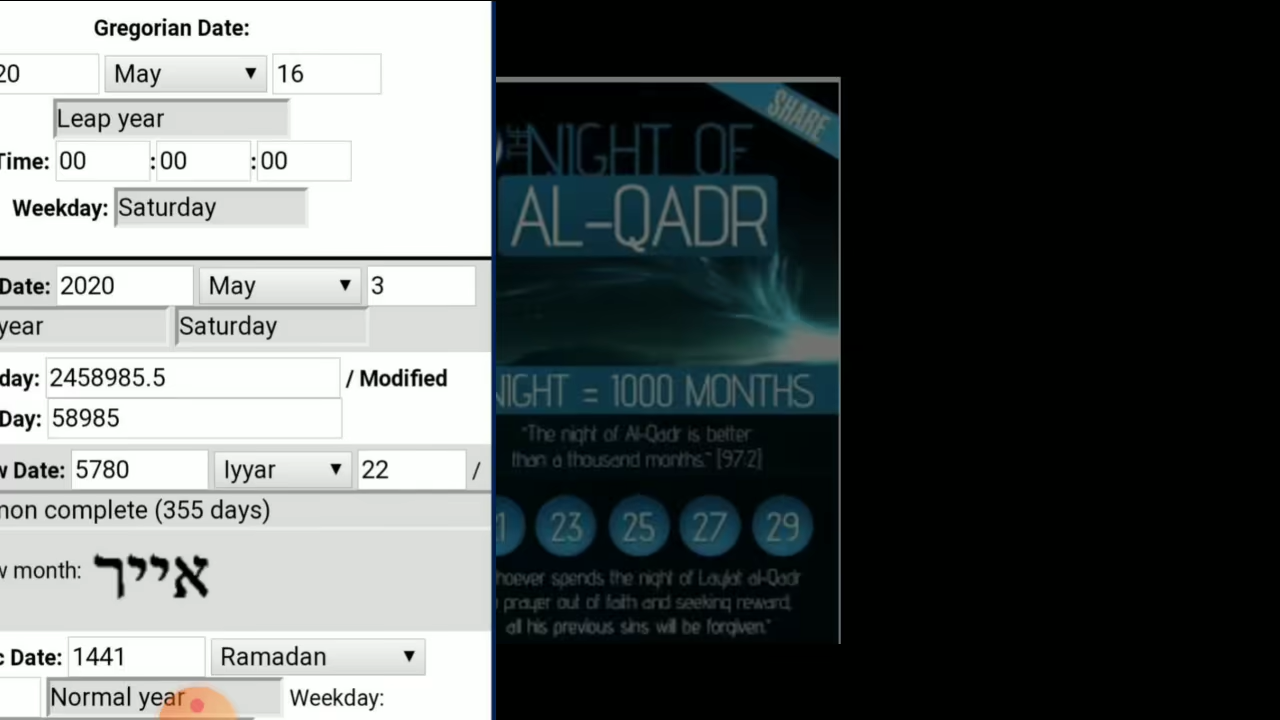 Gregorian Date:
20 May 16
Leap year
Time: 00 :00 :00
Weekday: Saturday
Date: 2020 May 3
year Saturday
day: 2458985.5 / Modified
Day: 58985
w Date: 5780 Iyyar 22 /
mon complete (355 days)
w month: אייר
c Date: 1441 Ramadan
Normal year Weekday:
SHARE
THE NIGHT OF
AL-QADR
NIGHT = 1000 MONTHS
"The night of Al-Qadr is better
than a thousand months." [97:2]
1 23 25 27 29
hoever spends the night of Laylat al-Qadr
prayer out of faith and seeking reward,
all his previous sins will be forgiven."